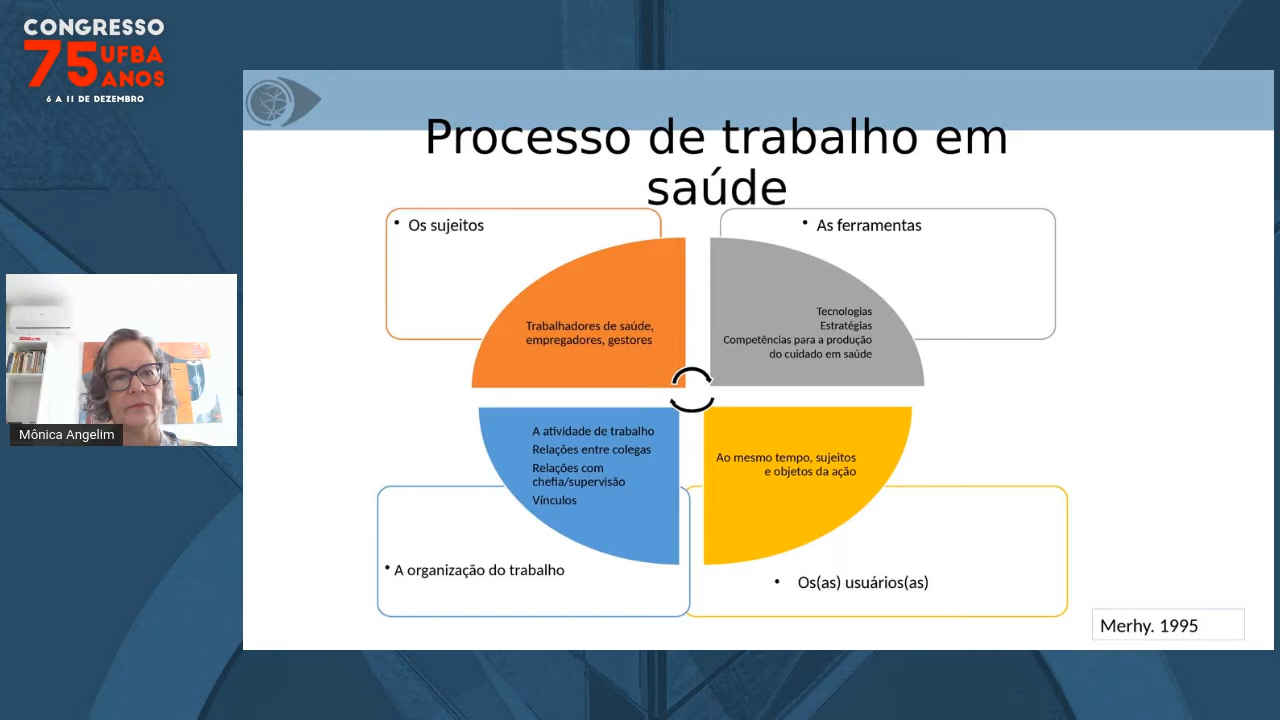 CONGRESSO
75 UFBA
ANOS
6 A 11 DE DEZEMBRO
Processo de trabalho em
saúde
• Os sujeitos
• As ferramentas
Trabalhadores de saúde,
empregadores, gestores
Tecnologias
Estratégias
Competências para a produção
do cuidado em saúde
A atividade de trabalho
Relações entre colegas
Relações com
chefia/supervisão
Vínculos
Ao mesmo tempo, sujeitos
e objetos da ação
• A organização do trabalho
• Os(as) usuários(as)
Merhy. 1995
Mônica Angelim